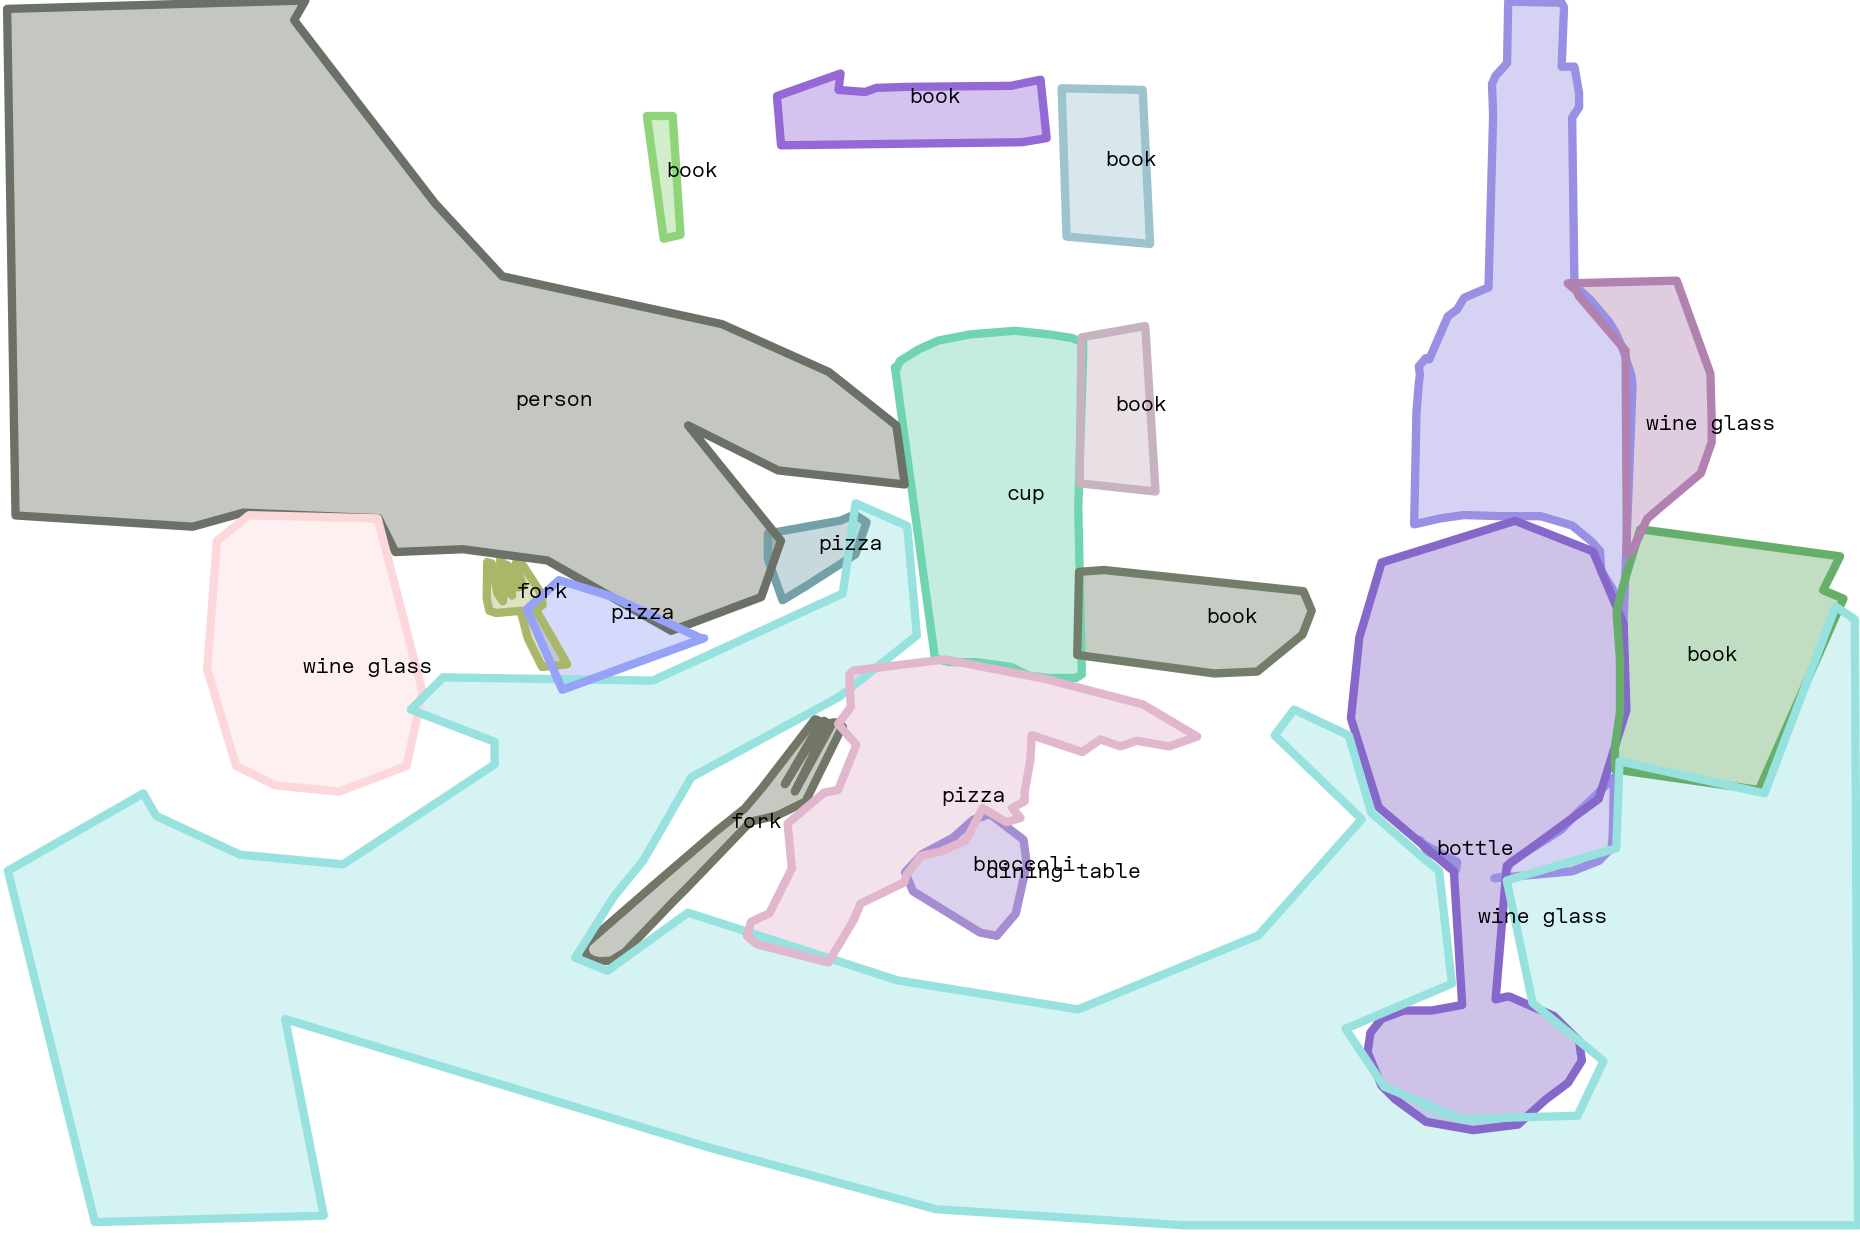 book
book
book
person
book
wine glass
cup
pizza
fork
pizza
book
book
wine glass
pizza
fork
bottle
broccoli
dining table
wine glass